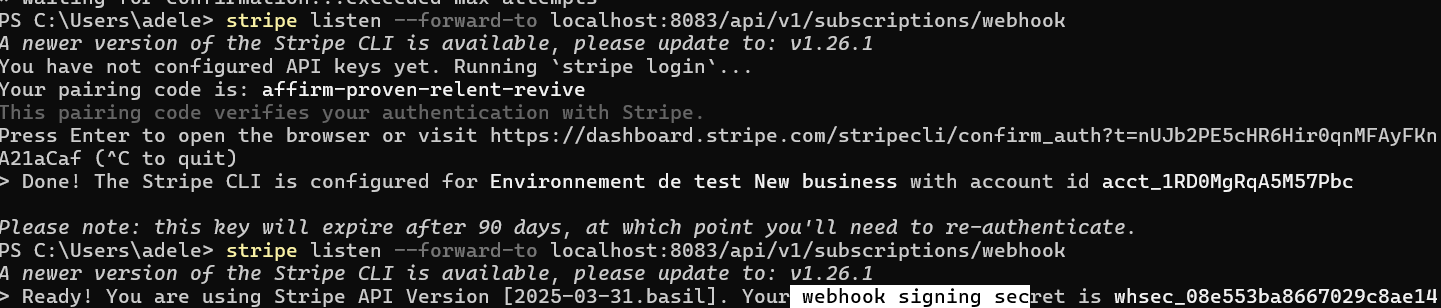 > Waiting for confirmation...exceeded max attempts
PS C:\Users\adele> stripe listen --forward-to localhost:8083/api/v1/subscriptions/webhook
A newer version of the Stripe CLI is available, please update to: v1.26.1
You have not configured API keys yet. Running `stripe login`...
Your pairing code is: affirm-proven-relent-revive
This pairing code verifies your authentication with Stripe.
Press Enter to open the browser or visit https://dashboard.stripe.com/stripecli/confirm_auth?t=nUJb2PE5cHR6Hir0qnMFAyFKn
A21aCaf (^C to quit)
> Done! The Stripe CLI is configured for Environnement de test New business with account id acct_1RD0MgRqA5M57Pbc
Please note: this key will expire after 90 days, at which point you'll need to re-authenticate.
PS C:\Users\adele> stripe listen --forward-to localhost:8083/api/v1/subscriptions/webhook
A newer version of the Stripe CLI is available, please update to: v1.26.1
> Ready! You are using Stripe API Version [2025-03-31.basil]. Your webhook signing secret is whsec_08e553ba8667029c8ae14